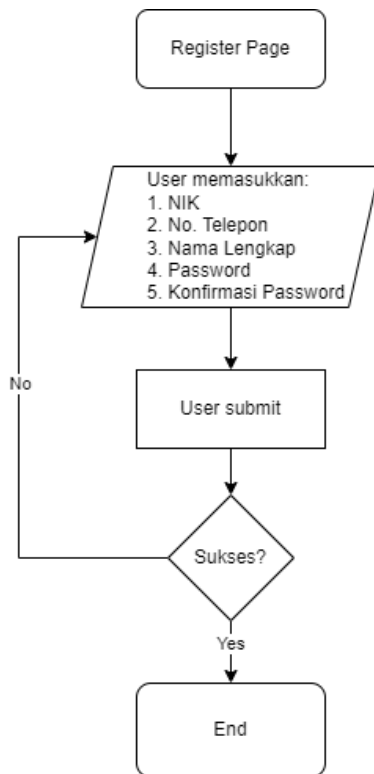 Register Page
User memasukkan:
1. NIK
2. No. Telepon
3. Nama Lengkap
4. Password
5. Konfirmasi Password
No
User submit
Sukses?
Yes
End